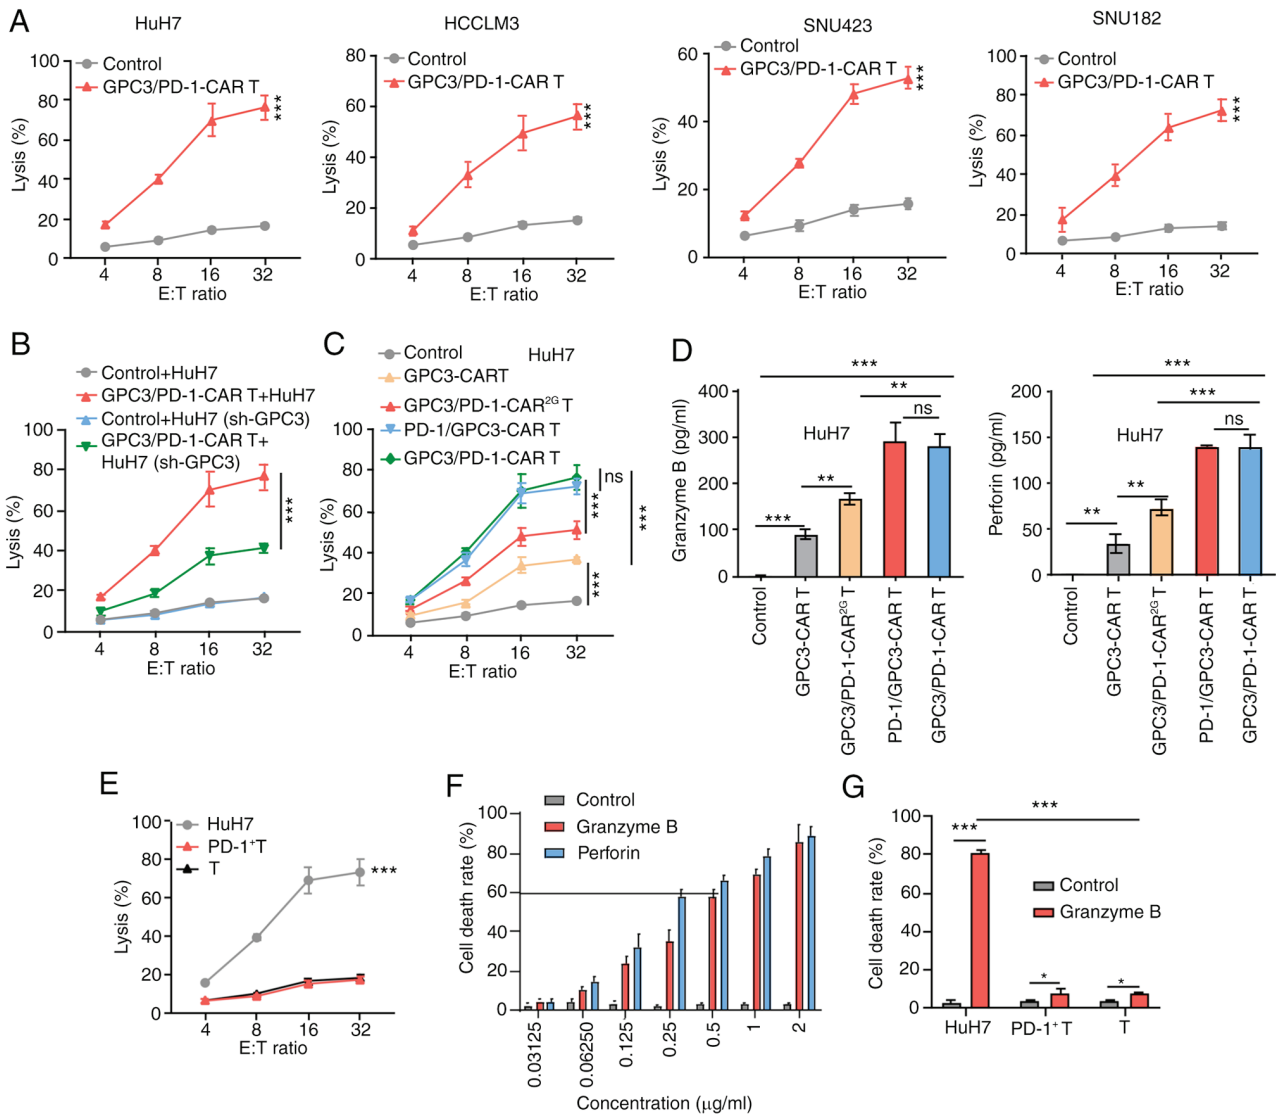 A
HuH7
Control
GPC3/PD-1-CAR T
100
80
60
40
20
0
Lysis (%)
***
4 8 16 32
E:T ratio
HCCLM3
Control
GPC3/PD-1-CAR T
80
60
40
20
0
Lysis (%)
***
4 8 16 32
E:T ratio
SNU423
Control
GPC3/PD-1-CAR T
60
40
20
0
Lysis (%)
***
4 8 16 32
E:T ratio
SNU182
Control
GPC3/PD-1-CAR T
100
80
60
40
20
0
Lysis (%)
***
4 8 16 32
E:T ratio
B
Control+HuH7
GPC3/PD-1-CAR T+HuH7
Control+HuH7 (sh-GPC3)
GPC3/PD-1-CAR T+
HuH7 (sh-GPC3)
100
80
60
40
20
0
Lysis (%)
***
4 8 16 32
E:T ratio
C
HuH7
Control
GPC3-CART
GPC3/PD-1-CAR2G T
PD-1/GPC3-CAR T
GPC3/PD-1-CAR T
100
80
60
40
20
0
Lysis (%)
ns
***
***
***
4 8 16 32
E:T ratio
D
***
**
ns
HuH7
**
***
400
300
200
100
0
Granzyme B (pg/ml)
Control
GPC3-CAR T
GPC3/PD-1-CAR2G T
PD-1/GPC3-CAR T
GPC3/PD-1-CAR T
***
***
ns
HuH7
**
**
200
150
100
50
0
Perforin (pg/ml)
Control
GPC3-CAR T
GPC3/PD-1-CAR2G T
PD-1/GPC3-CAR T
GPC3/PD-1-CAR T
E
HuH7
PD-1+T
T
100
80
60
40
20
0
Lysis (%)
***
4 8 16 32
E:T ratio
F
Control
Granzyme B
Perforin
100
80
60
40
20
0
Cell death rate (%)
0.03125
0.06250
0.125
0.25
0.5
1
2
Concentration (μg/ml)
G
***
***
Control
Granzyme B
*
*
100
80
60
40
20
0
Cell death rate (%)
HuH7 PD-1+ T T